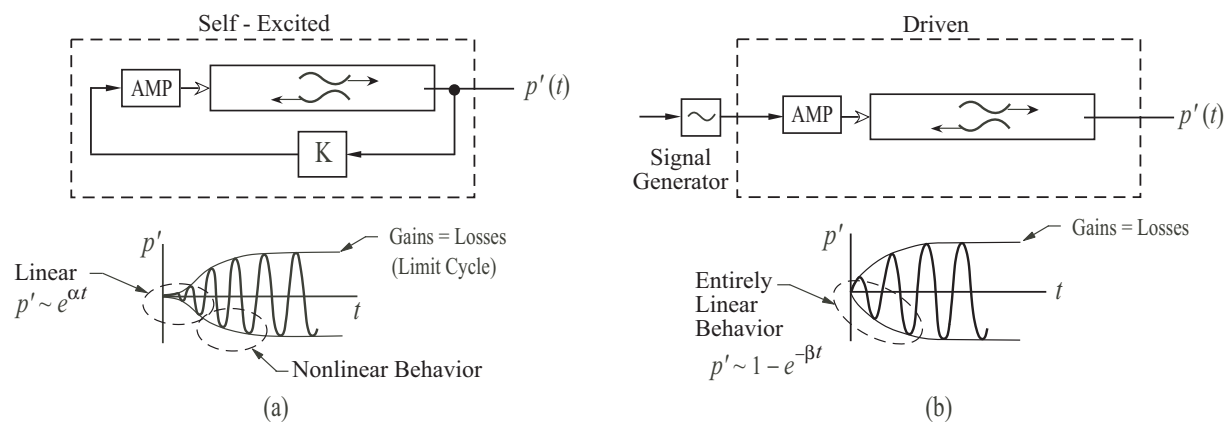 Self - Excited
AMP
p′(t)
K
p′
Gains = Losses
(Limit Cycle)
Linear
p′ ~ e^αt
t
Nonlinear Behavior
(a)
Driven
AMP
p′(t)
Signal
Generator
p′
Gains = Losses
Entirely
Linear
Behavior
t
p′ ~ 1 – e^–βt
(b)